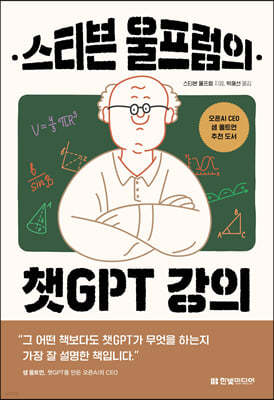 스티븐 울프럼의
스티븐 울프럼 지음, 박해선 옮김
오픈AI CEO
샘 올트먼
추천 도서
V=4/3πR³
b/sinB
A
B
C
챗GPT 강의
“그 어떤 책보다도 챗GPT가 무엇을 하는지
가장 잘 설명한 책입니다.”
샘 올트먼, 챗GPT를 만든 오픈AI의 CEO
한빛미디어